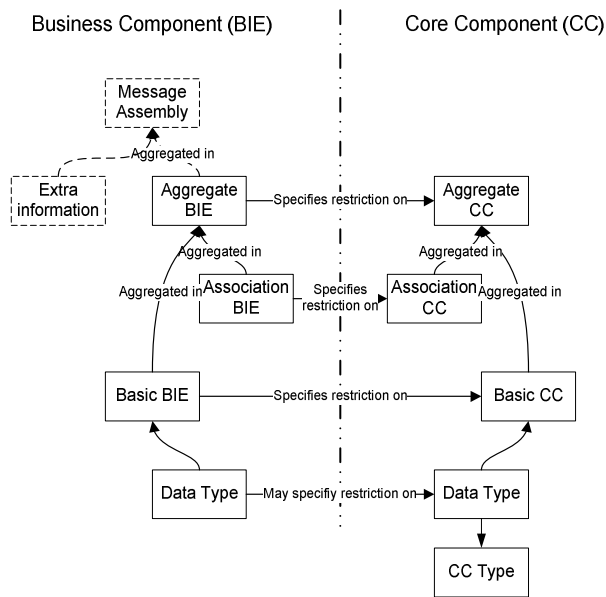 Business Component (BIE)
Core Component (CC)
Message
Assembly
Aggregated in
Extra
information
Aggregate
BIE
Specifies restriction on
Aggregate
CC
Aggregated in
Aggregated in
Aggregated in
Association
BIE
Specifies
restriction on
Association
CC
Aggregated in
Basic BIE
Specifies restriction on
Basic CC
Data Type
May specifiy restriction on
Data Type
CC Type